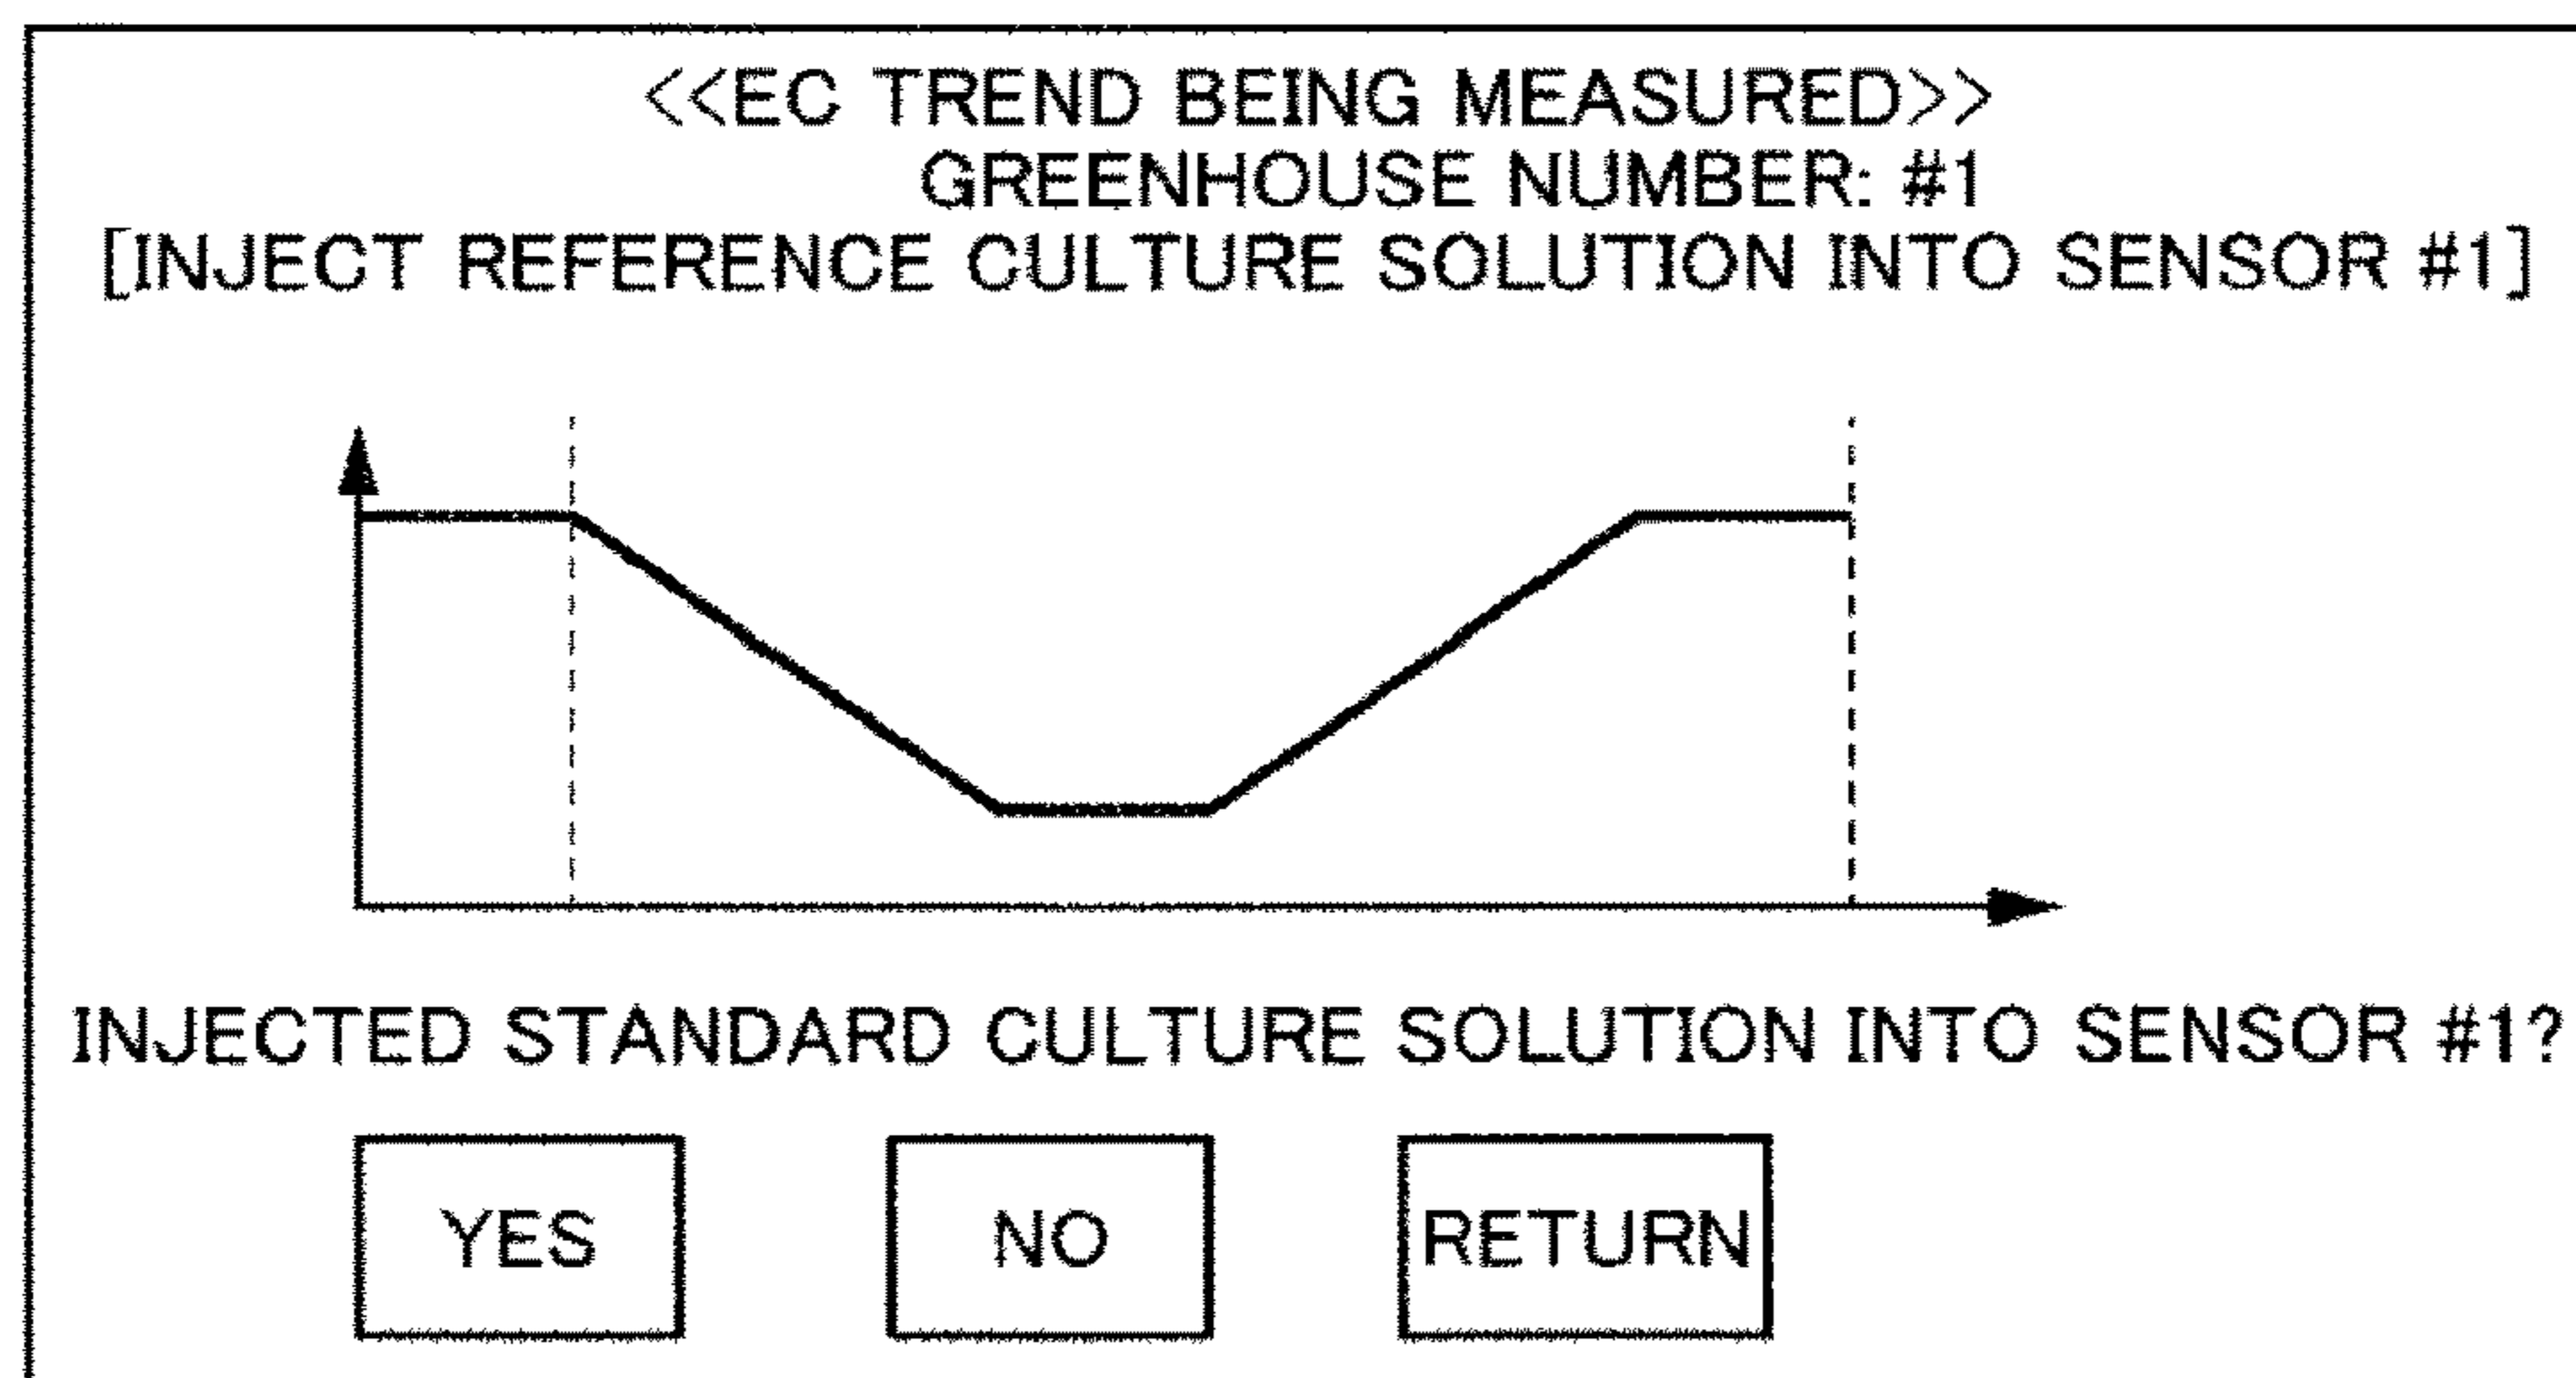 <<EC TREND BEING MEASURED>>
GREENHOUSE NUMBER: #1
[INJECT REFERENCE CULTURE SOLUTION INTO SENSOR #1]
INJECTED STANDARD CULTURE SOLUTION INTO SENSOR #1?
YES NO RETURN